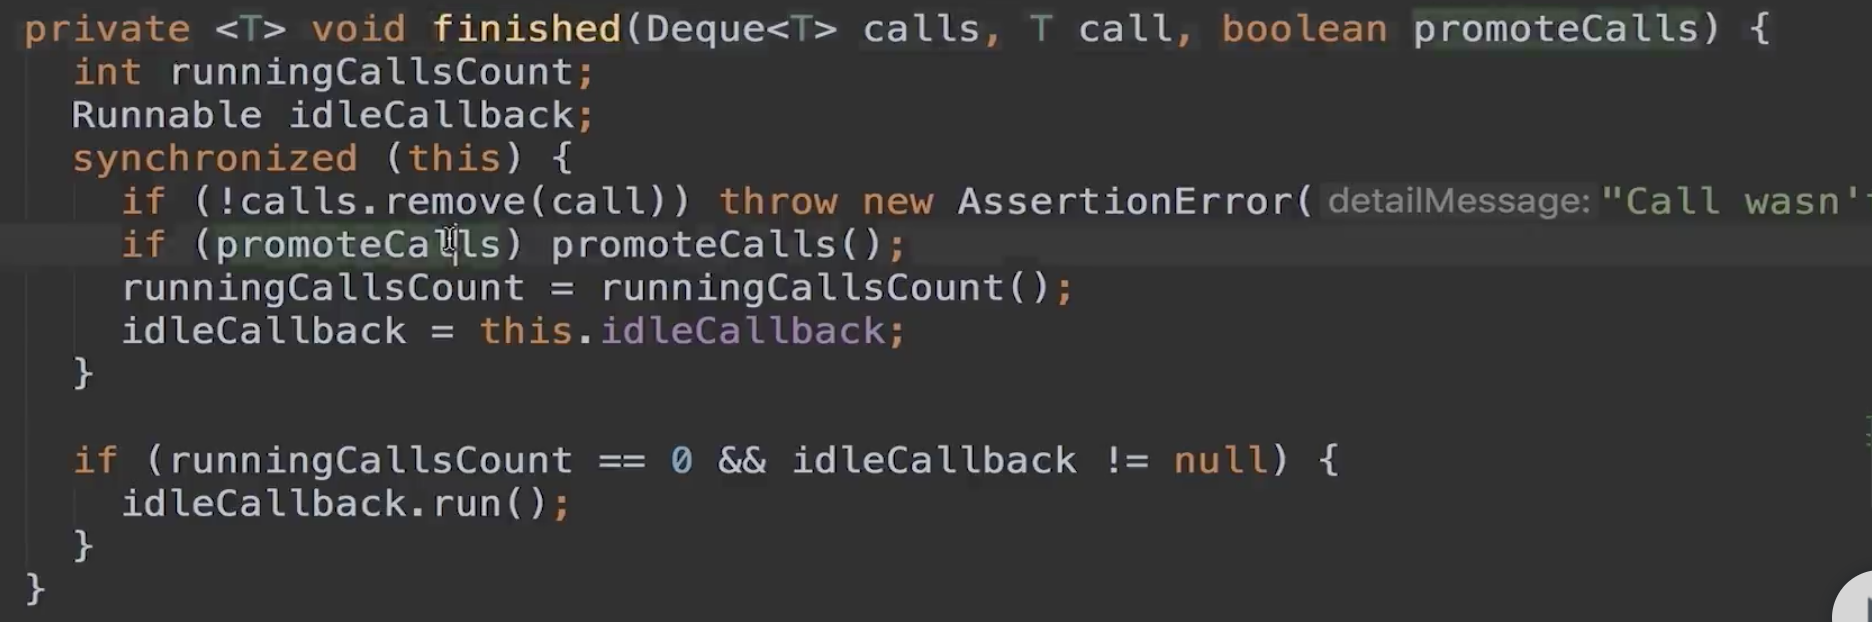 private <T> void finished(Deque<T> calls, T call, boolean promoteCalls) {
int runningCallsCount;
Runnable idleCallback;
synchronized (this) {
if (!calls.remove(call)) throw new AssertionError( detailMessage: "Call wasn'
if (promoteCalls) promoteCalls();
runningCallsCount = runningCallsCount();
idleCallback = this.idleCallback;
}
if (runningCallsCount == 0 && idleCallback != null) {
idleCallback.run();
}
}